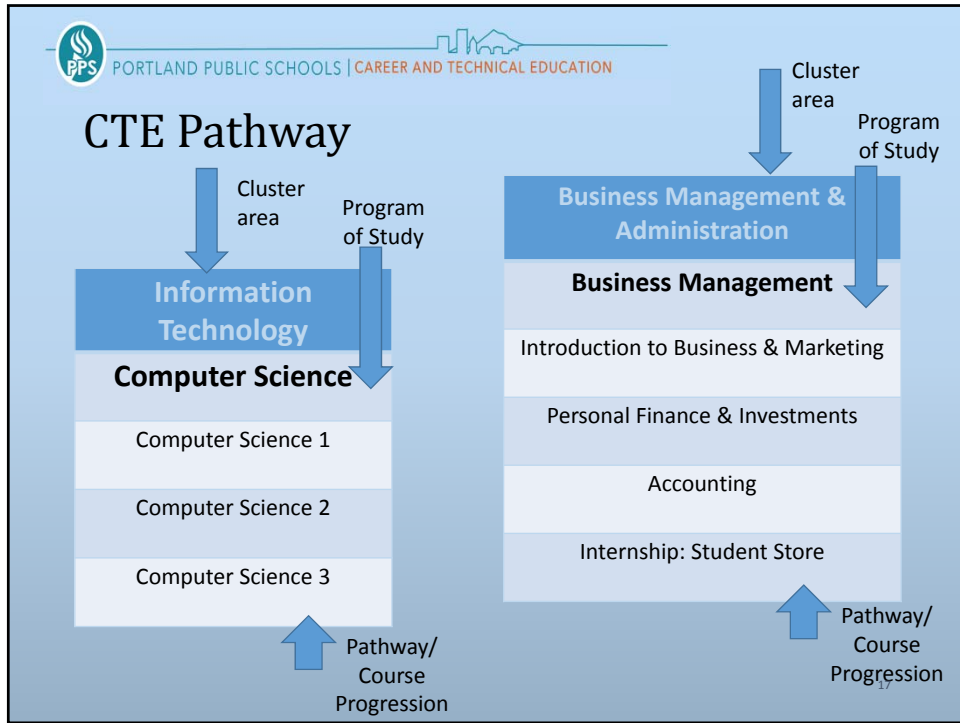 PPS
PORTLAND PUBLIC SCHOOLS | CAREER AND TECHNICAL EDUCATION
CTE Pathway
Cluster
area
Program
of Study
Information
Technology
Computer Science
Computer Science 1
Computer Science 2
Computer Science 3
Pathway/
Course
Progression
Cluster
area
Program
of Study
Business Management &
Administration
Business Management
Introduction to Business & Marketing
Personal Finance & Investments
Accounting
Internship: Student Store
Pathway/
Course
Progression
17